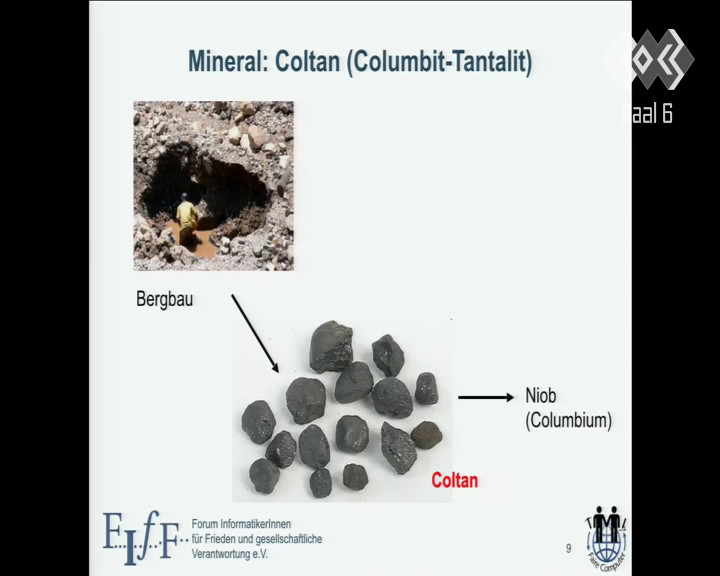 Mineral: Coltan (Columbit-Tantalit)
Saal 6
Bergbau
Niob
(Columbium)
Coltan
F..I..f..F..
Forum InformatikerInnen
für Frieden und gesellschaftliche
Verantwortung e.V.
9
Faire Computer